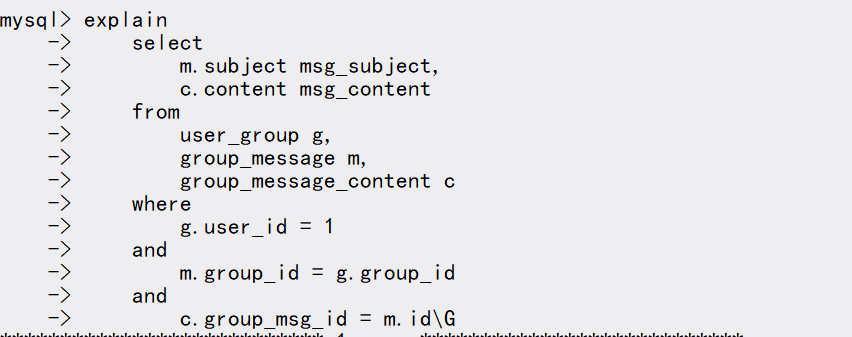 mysql> explain
-> select
-> m.subject msg_subject,
-> c.content msg_content
-> from
-> user_group g,
-> group_message m,
-> group_message_content c
-> where
-> g.user_id = 1
-> and
-> m.group_id = g.group_id
-> and
-> c.group_msg_id = m.id\G